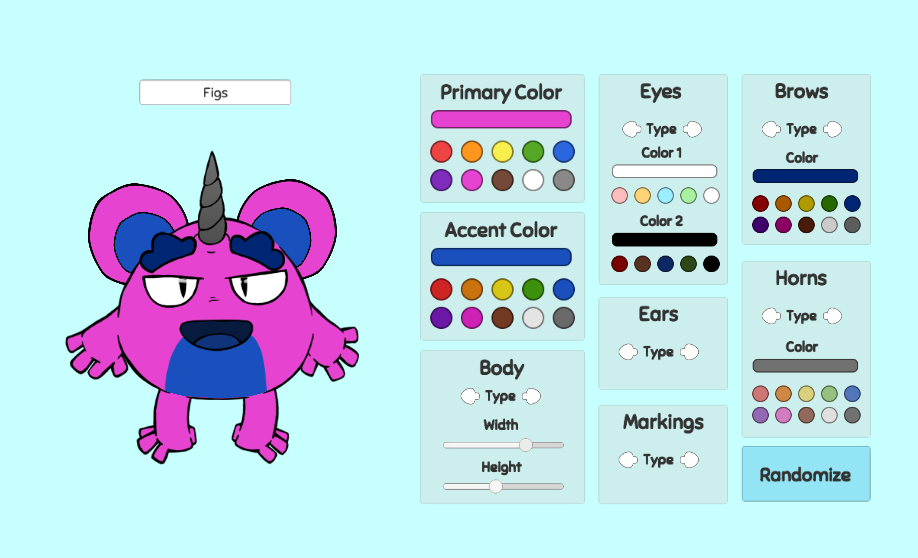 Figs
Primary Color
Accent Color
Body
Type
Width
Height
Eyes
Type
Color 1
Color 2
Ears
Type
Markings
Type
Brows
Type
Color
Horns
Type
Color
Randomize